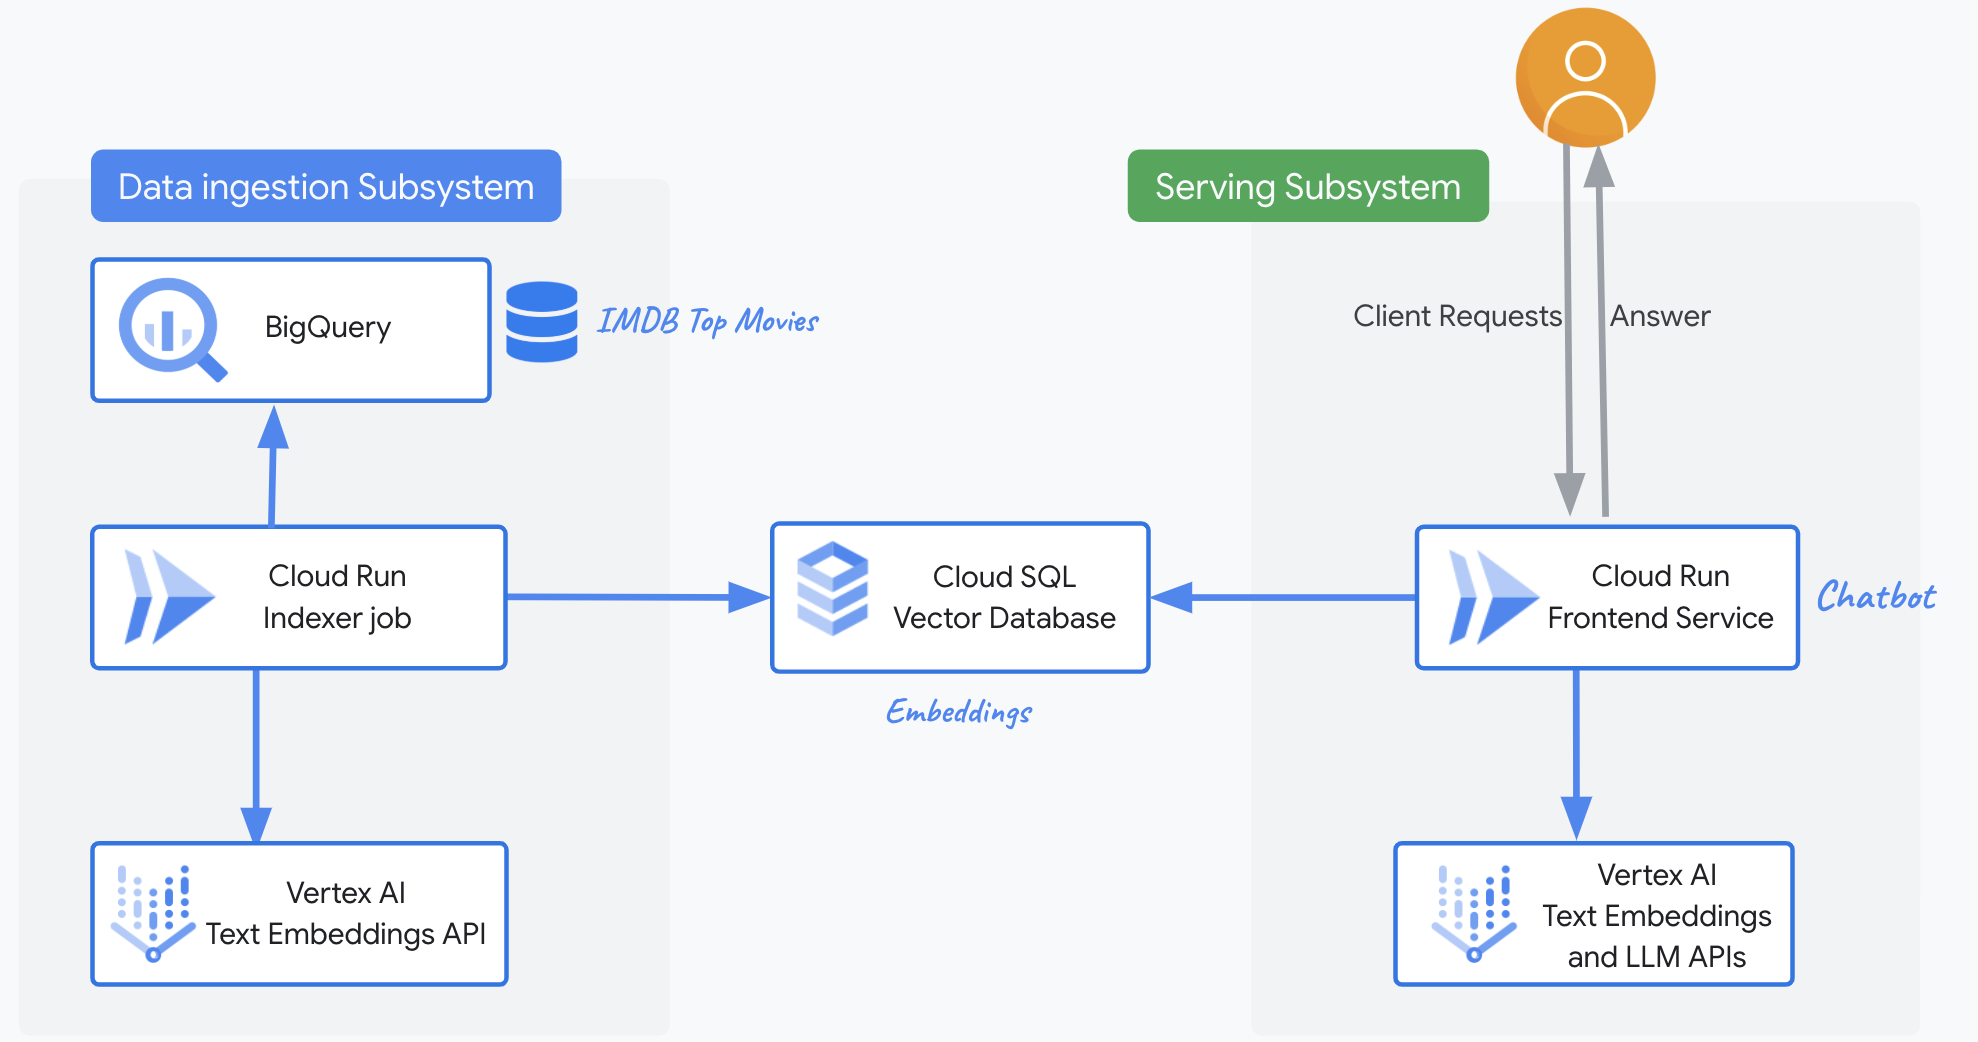 Data ingestion Subsystem
BigQuery
IMDB Top Movies
Cloud Run
Indexer job
Vertex AI
Text Embeddings API
Cloud SQL
Vector Database
Embeddings
Serving Subsystem
Client Requests
Answer
Cloud Run
Frontend Service
Chatbot
Vertex AI
Text Embeddings
and LLM APIs